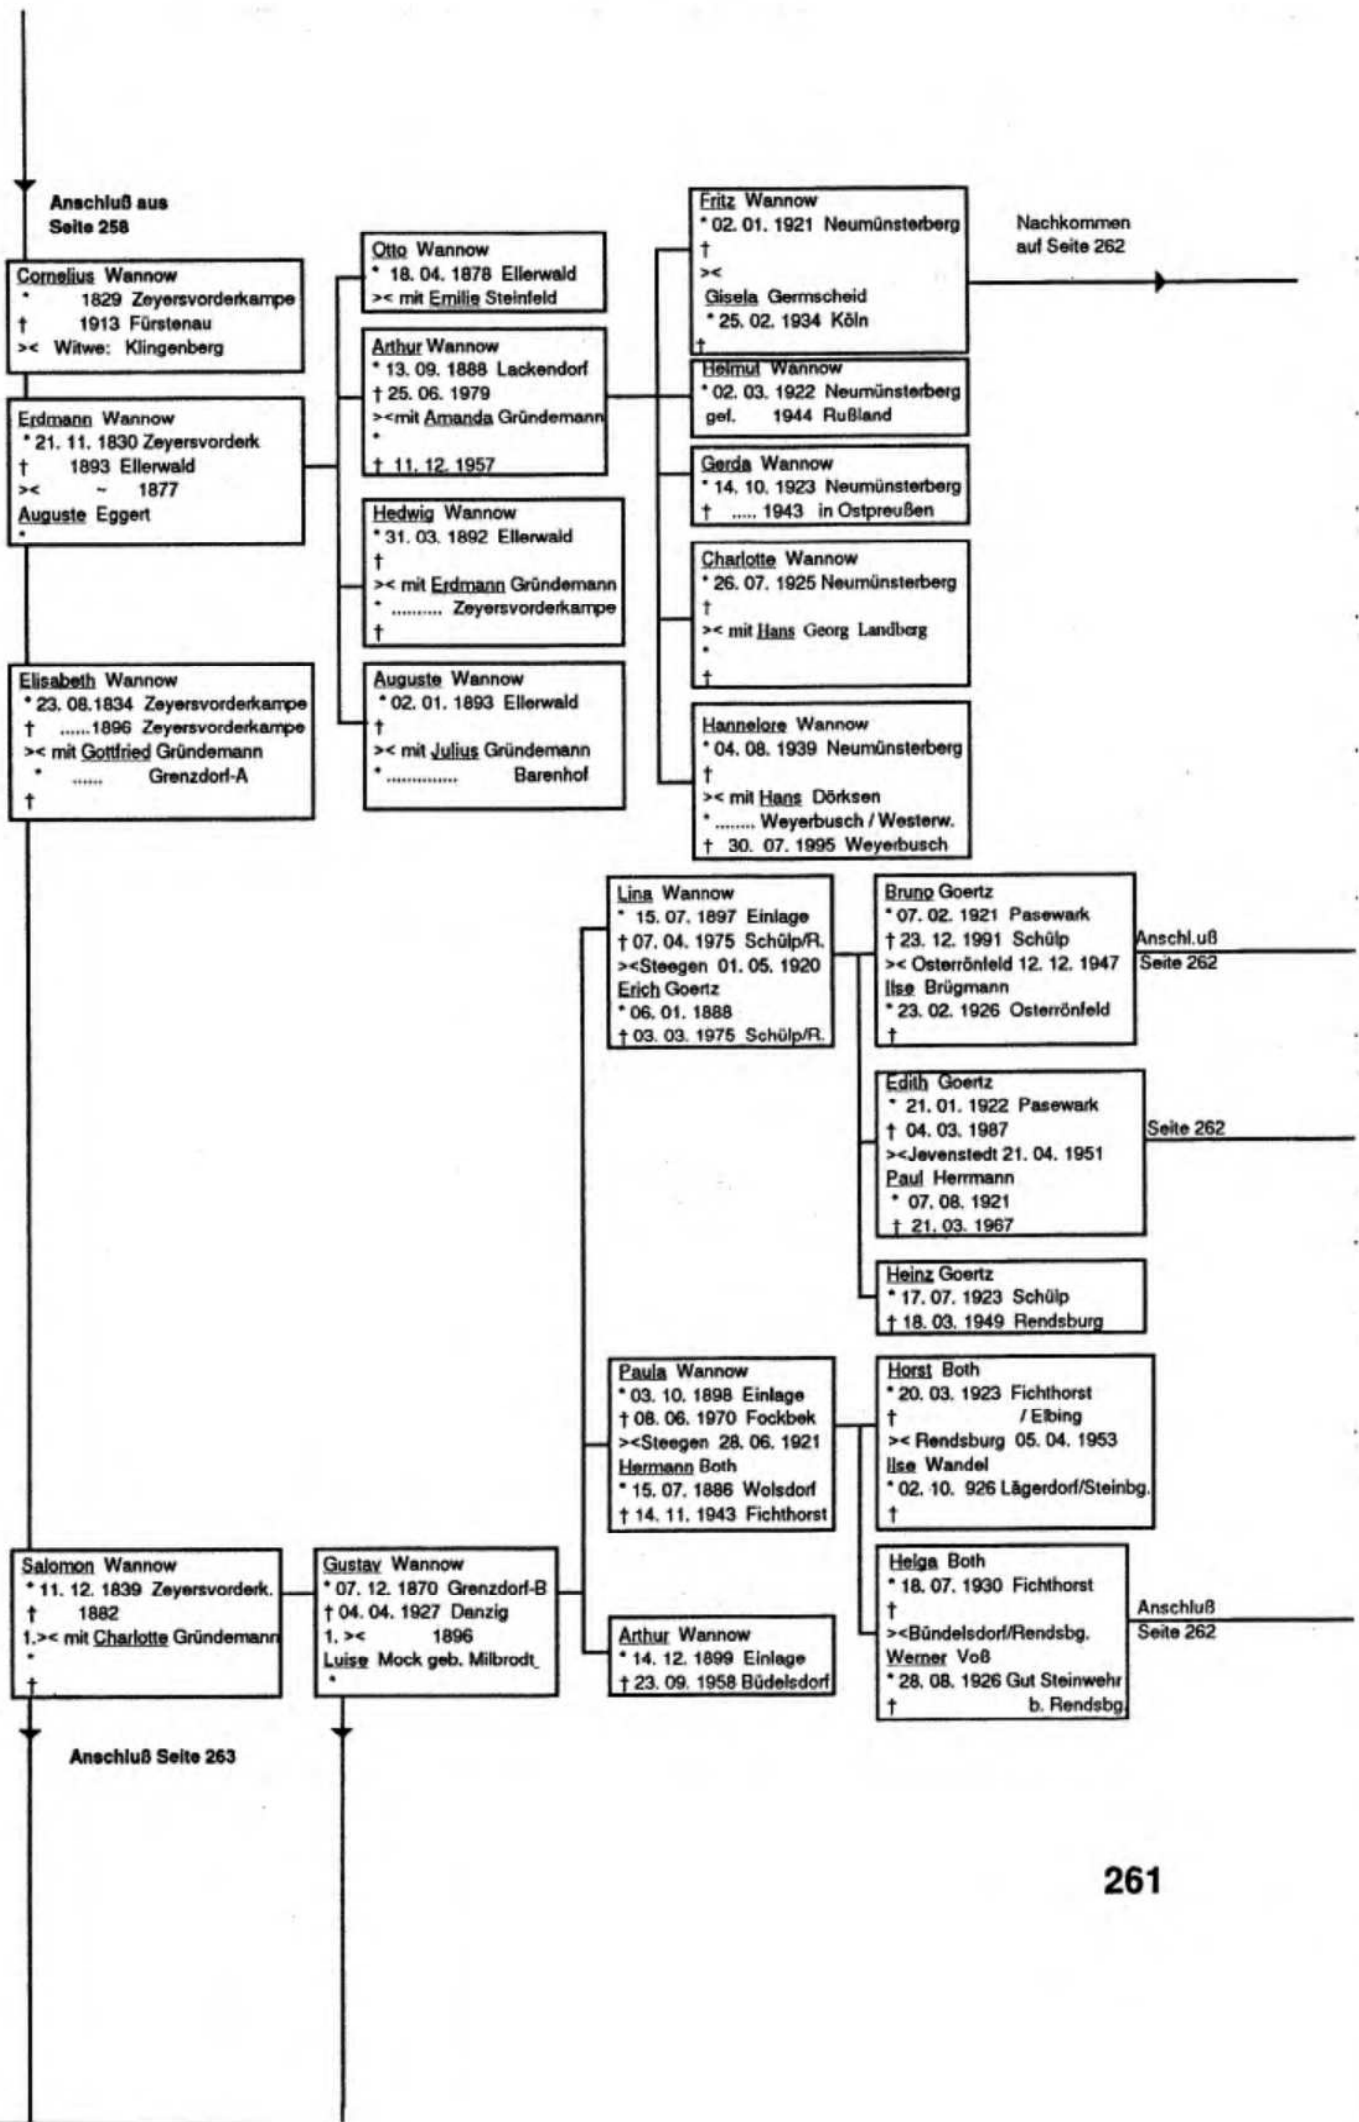 Anschluß aus
Seite 258
Cornelius Wannow
* 1829 Zeyersvorderkampe
† 1913 Fürstenau
>< Witwe: Klingenberg
Erdmann Wannow
* 21. 11. 1830 Zeyersvorderk
† 1893 Ellerwald
>< ~ 1877
Auguste Eggert
*
Elisabeth Wannow
* 23. 08.1834 Zeyersvorderkampe
† ......1896 Zeyersvorderkampe
>< mit Gottfried Gründemann
* ...... Grenzdorf-A
†
Otto Wannow
* 18. 04. 1878 Ellerwald
>< mit Emilie Steinfeld
Arthur Wannow
* 13. 09. 1888 Lackendorf
† 25. 06. 1979
><mit Amanda Gründemann
*
† 11. 12. 1957
Hedwig Wannow
* 31. 03. 1892 Ellerwald
†
>< mit Erdmann Gründemann
* .......... Zeyersvorderkampe
†
Auguste Wannow
* 02. 01. 1893 Ellerwald
†
>< mit Julius Gründemann
* .............. Barenhof
Fritz Wannow
* 02. 01. 1921 Neumünsterberg
†
><
Gisela Germscheid
* 25. 02. 1934 Köln
†
Nachkommen
auf Seite 262
Helmut Wannow
* 02. 03. 1922 Neumünsterberg
gef. 1944 Rußland
Gerda Wannow
* 14. 10. 1923 Neumünsterberg
† ..... 1943 in Ostpreußen
Charlotte Wannow
* 26. 07. 1925 Neumünsterberg
†
>< mit Hans Georg Landberg
*
†
Hannelore Wannow
* 04. 08. 1939 Neumünsterberg
†
>< mit Hans Dörksen
* ........ Weyerbusch / Westerw.
† 30. 07. 1995 Weyerbusch
Lina Wannow
* 15. 07. 1897 Einlage
† 07. 04. 1975 Schülp/R.
><Steegen 01. 05. 1920
Erich Goertz
* 06. 01. 1888
† 03. 03. 1975 Schülp/R.
Bruno Goertz
* 07. 02. 1921 Pasewark
† 23. 12. 1991 Schülp
>< Osterrönfeld 12. 12. 1947
Ilse Brügmann
* 23. 02. 1926 Osterrönfeld
†
Anschl.uß
Seite 262
Edith Goertz
* 21. 01. 1922 Pasewark
† 04. 03. 1987
><Jevenstedt 21. 04. 1951
Paul Herrmann
* 07. 08. 1921
† 21. 03. 1967
Seite 262
Heinz Goertz
* 17. 07. 1923 Schülp
† 18. 03. 1949 Rendsburg
Paula Wannow
* 03. 10. 1898 Einlage
† 08. 06. 1970 Fockbek
><Steegen 28. 06. 1921
Hermann Both
* 15. 07. 1886 Wolsdorf
† 14. 11. 1943 Fichthorst
Horst Both
* 20. 03. 1923 Fichthorst
† / Elbing
>< Rendsburg 05. 04. 1953
Ilse Wandel
* 02. 10. 926 Lägerdorf/Steinbg.
†
Salomon Wannow
* 11. 12. 1839 Zeyersvorderk.
† 1882
1.>< mit Charlotte Gründemann
*
†
Gustav Wannow
* 07. 12. 1870 Grenzdorf-B
† 04. 04. 1927 Danzig
1. >< 1896
Luise Mock geb. Milbrodt
*
Arthur Wannow
* 14. 12. 1899 Einlage
† 23. 09. 1958 Büdelsdorf
Helga Both
* 18. 07. 1930 Fichthorst
†
><Bündelsdorf/Rendsbg.
Werner Voß
* 28. 08. 1926 Gut Steinwehr
† b. Rendsbg.
Anschluß
Seite 262
Anschluß Seite 263
261